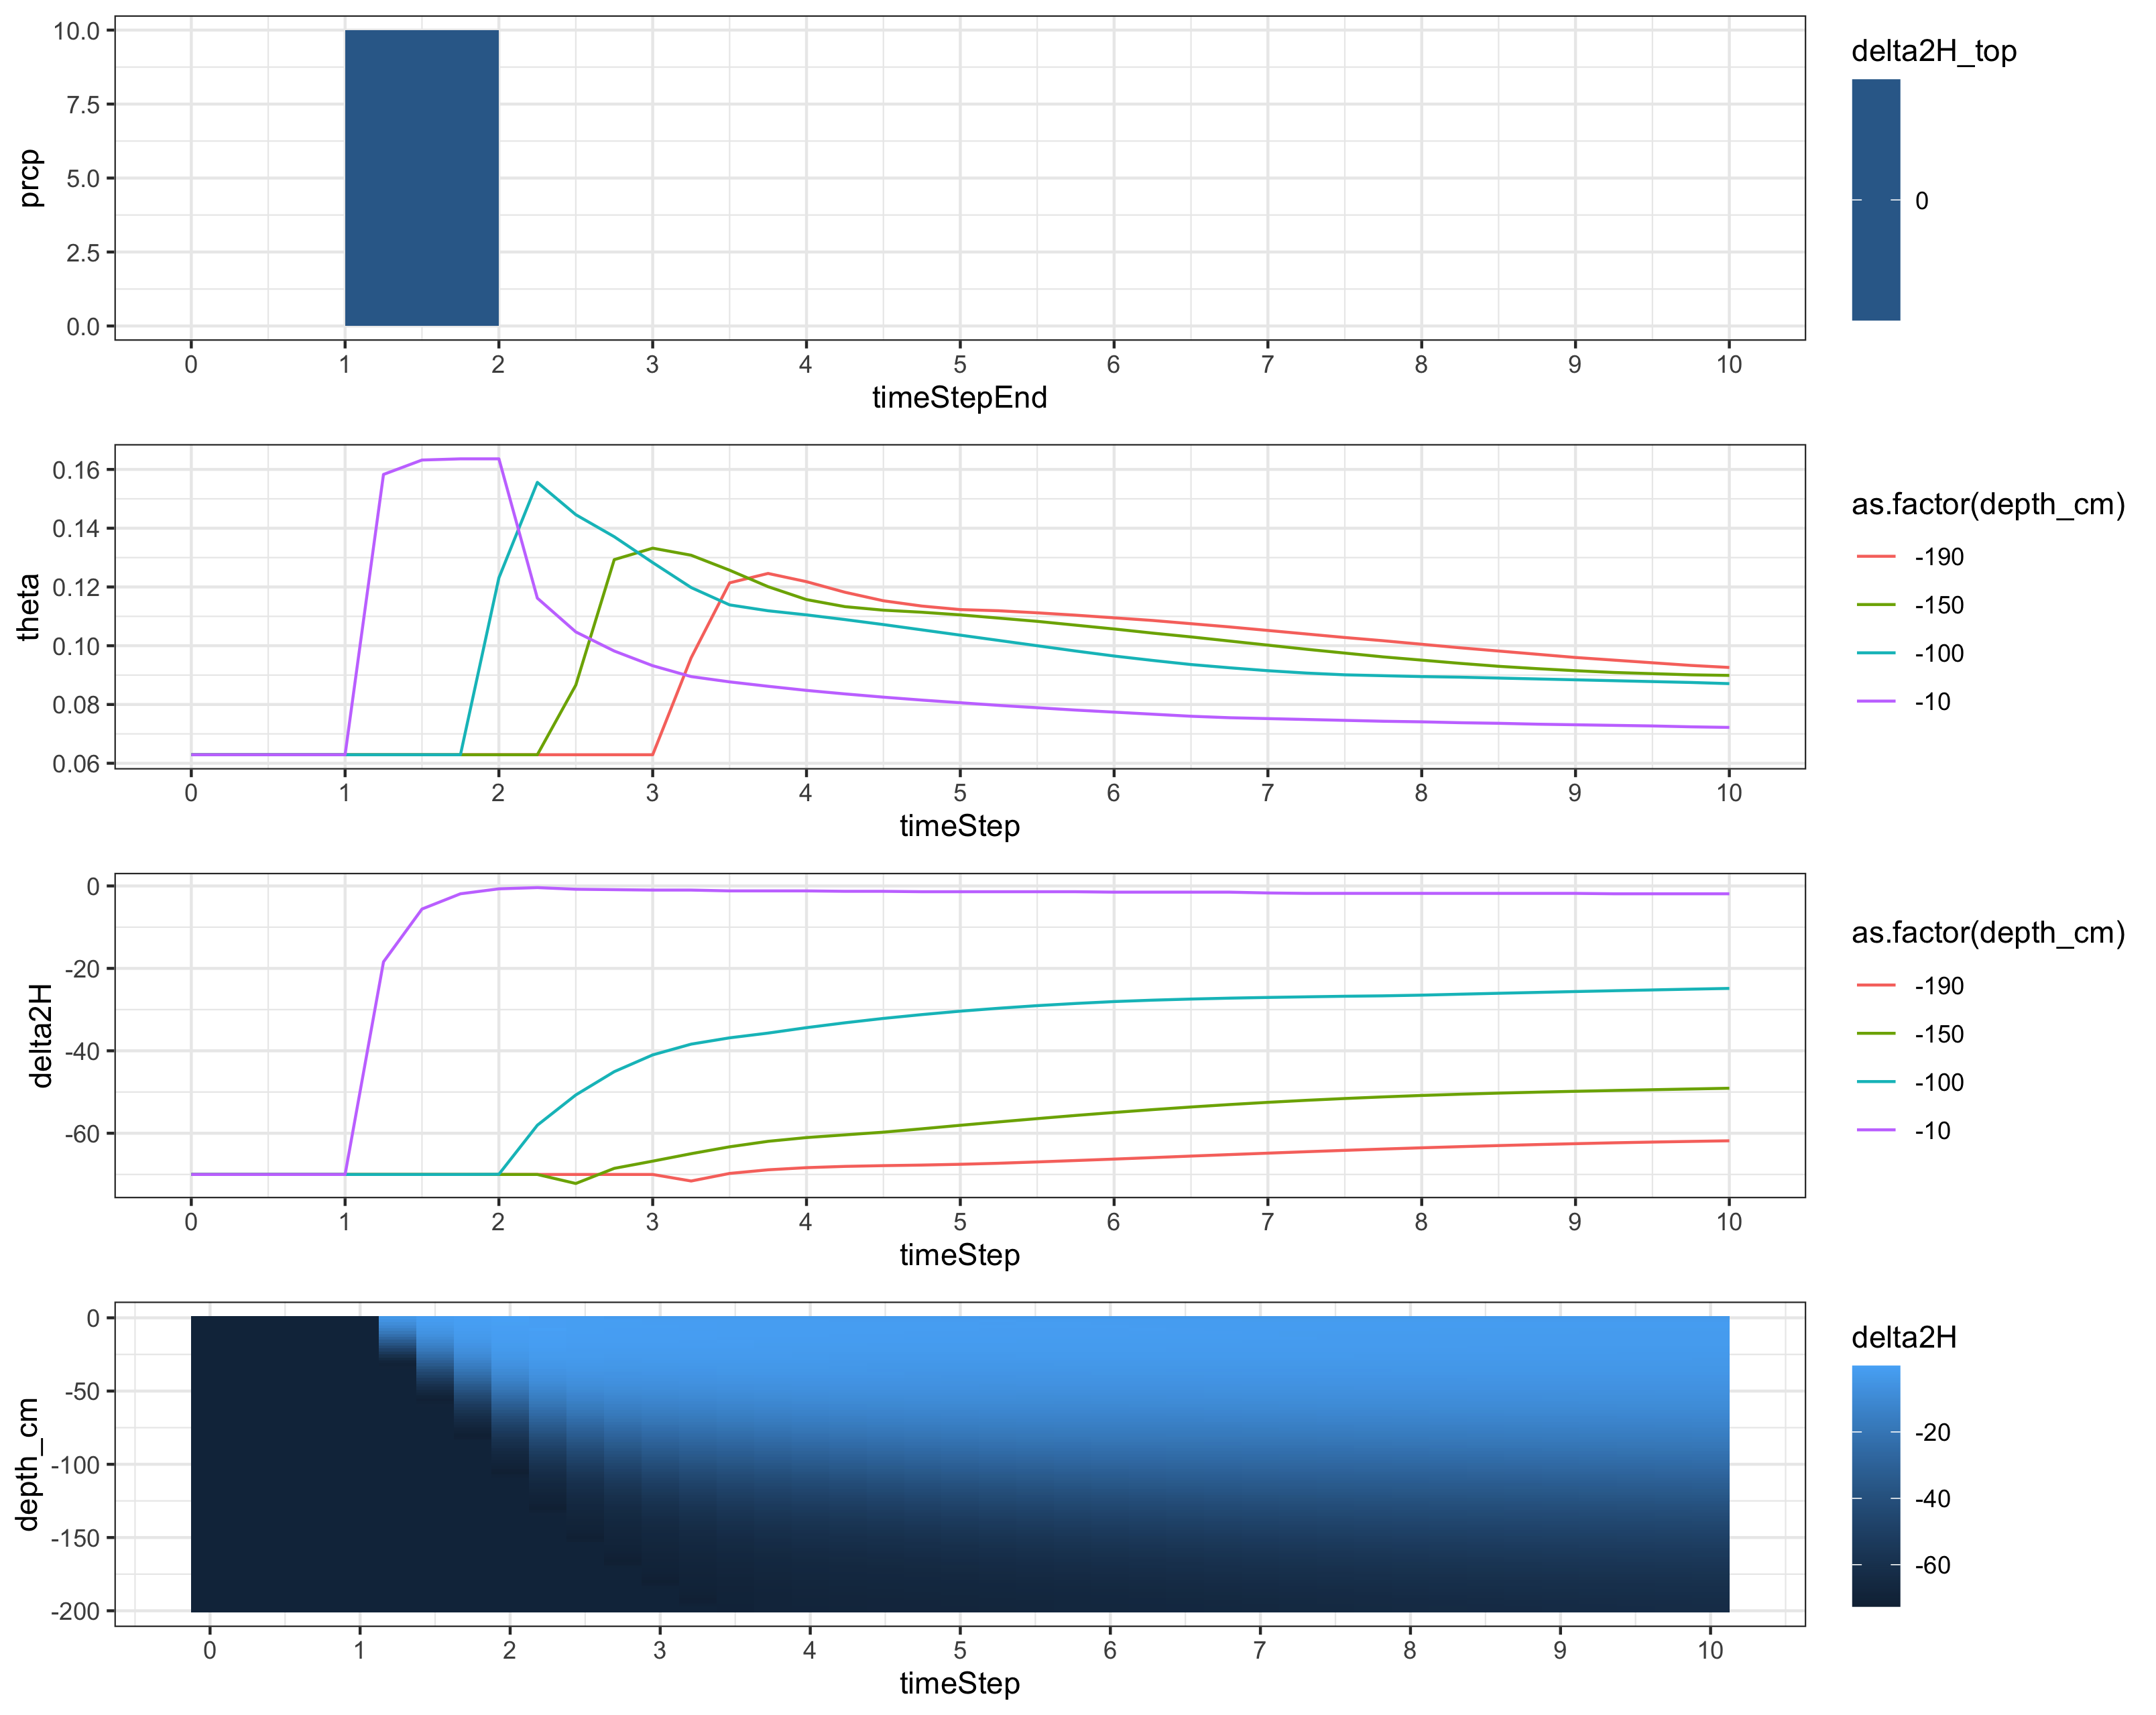 10.0
7.5
5.0
2.5
0.0
prcp
0 1 2 3 4 5 6 7 8 9 10
timeStepEnd
delta2H_top
0
0.16
0.14
0.12
0.10
0.08
0.06
theta
0 1 2 3 4 5 6 7 8 9 10
timeStep
as.factor(depth_cm)
-190
-150
-100
-10
0
-20
-40
-60
delta2H
0 1 2 3 4 5 6 7 8 9 10
timeStep
as.factor(depth_cm)
-190
-150
-100
-10
0
-50
-100
-150
-200
depth_cm
0 1 2 3 4 5 6 7 8 9 10
timeStep
delta2H
-20
-40
-60